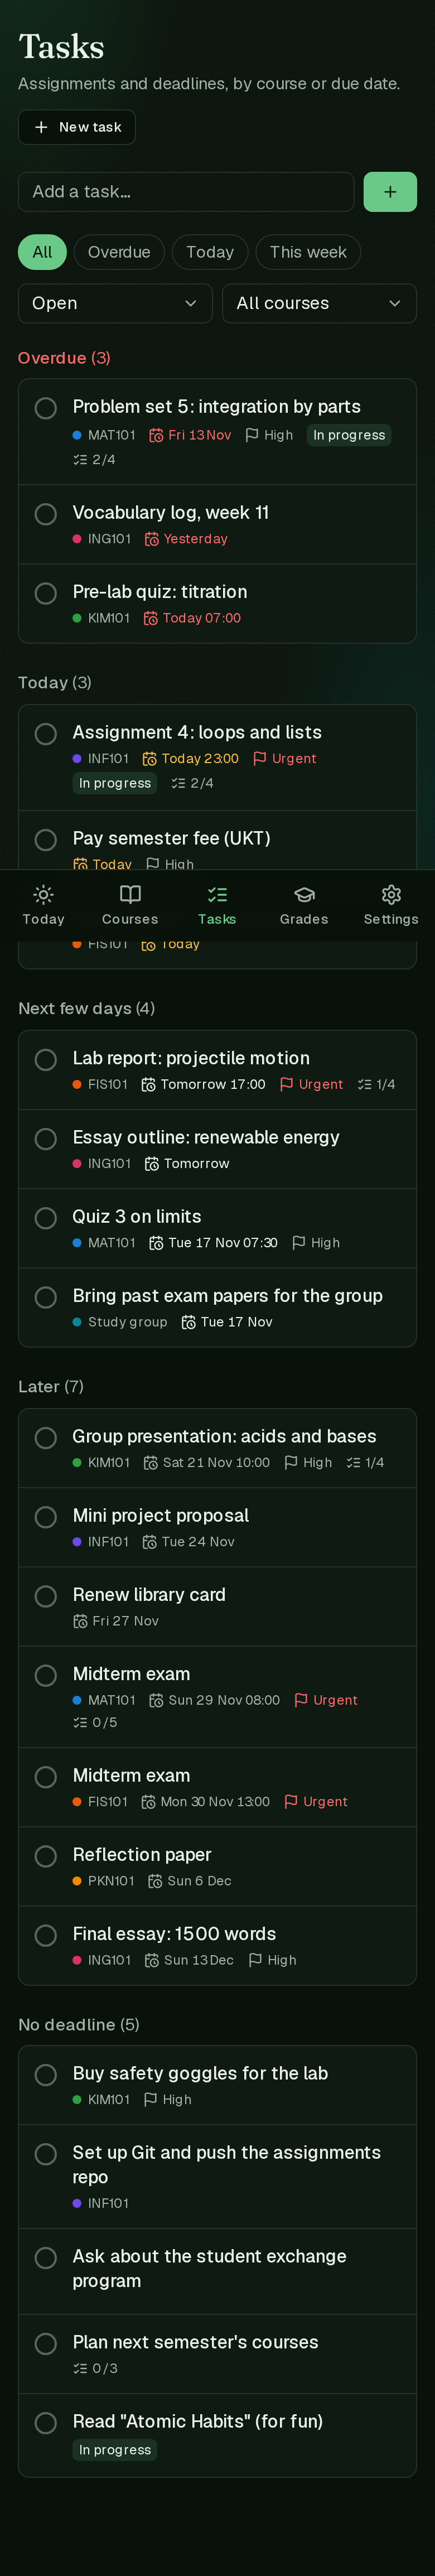 Tasks
Assignments and deadlines, by course or due date.
New task
Add a task...
All Overdue Today This week
Open All courses
Overdue (3)
Problem set 5: integration by parts
MAT101 Fri 13 Nov High In progress
2/4
Vocabulary log, week 11
ING101 Yesterday
Pre-lab quiz: titration
KIM101 Today 07:00
Today (3)
Assignment 4: loops and lists
INF101 Today 23:00 Urgent
In progress 2/4
Pay semester fee (UKT)
Today High
Today Courses Tasks Grades Settings
FIS101 Today
Next few days (4)
Lab report: projectile motion
FIS101 Tomorrow 17:00 Urgent 1/4
Essay outline: renewable energy
ING101 Tomorrow
Quiz 3 on limits
MAT101 Tue 17 Nov 07:30 High
Bring past exam papers for the group
Study group Tue 17 Nov
Later (7)
Group presentation: acids and bases
KIM101 Sat 21 Nov 10:00 High 1/4
Mini project proposal
INF101 Tue 24 Nov
Renew library card
Fri 27 Nov
Midterm exam
MAT101 Sun 29 Nov 08:00 Urgent
0/5
Midterm exam
FIS101 Mon 30 Nov 13:00 Urgent
Reflection paper
PKN101 Sun 6 Dec
Final essay: 1500 words
ING101 Sun 13 Dec High
No deadline (5)
Buy safety goggles for the lab
KIM101 High
Set up Git and push the assignments
repo
INF101
Ask about the student exchange
program
Plan next semester's courses
0/3
Read "Atomic Habits" (for fun)
In progress